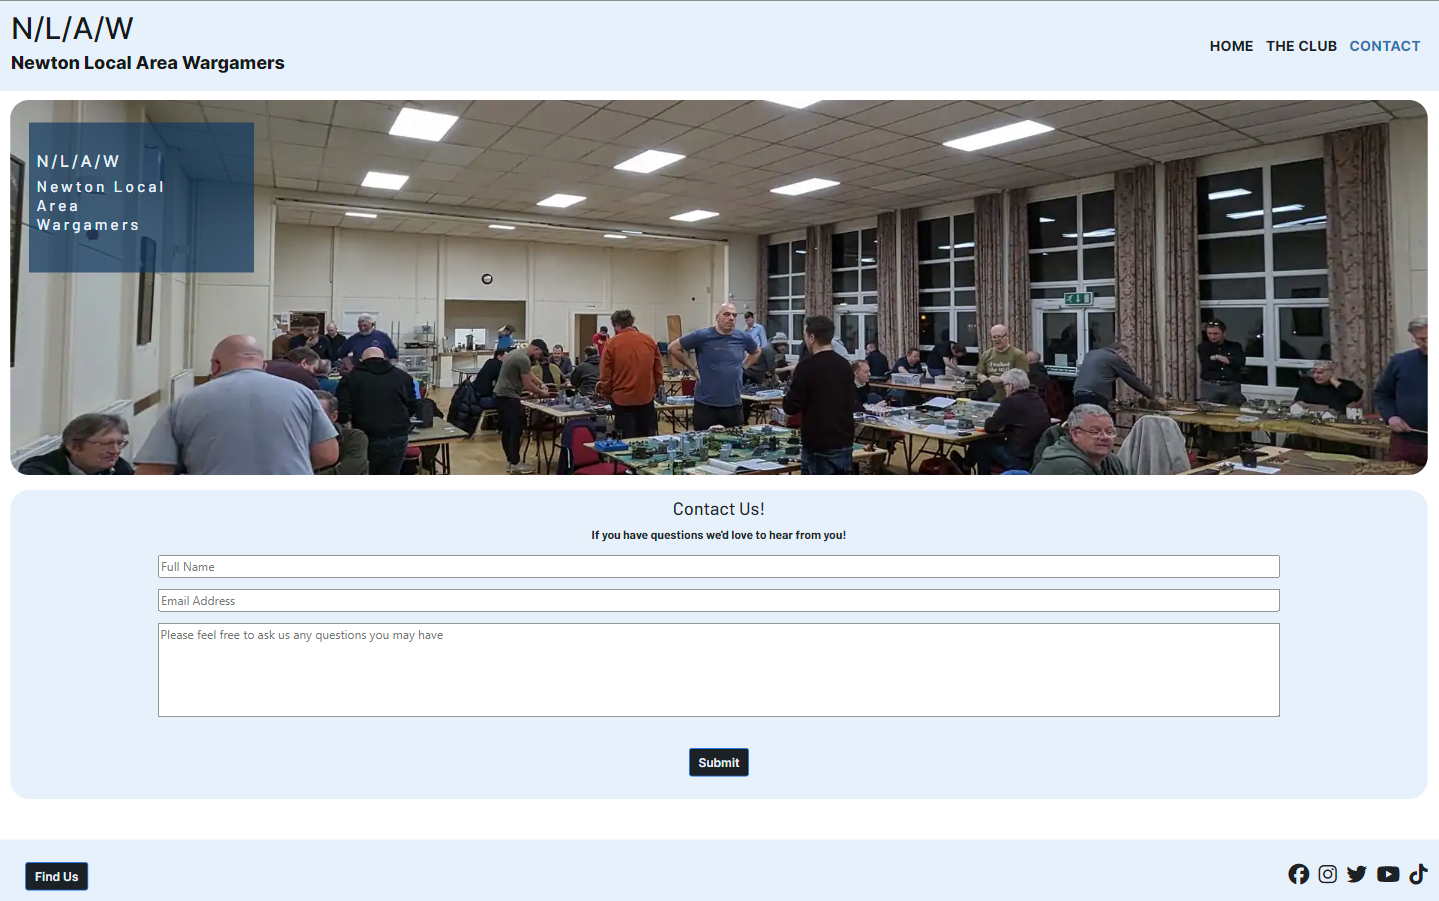 N/L/A/W
Newton Local Area Wargamers
HOME THE CLUB CONTACT
N/L/A/W
Newton Local
Area
Wargamers
Contact Us!
If you have questions we'd love to hear from you!
Full Name
Email Address
Please feel free to ask us any questions you may have
Submit
Find Us